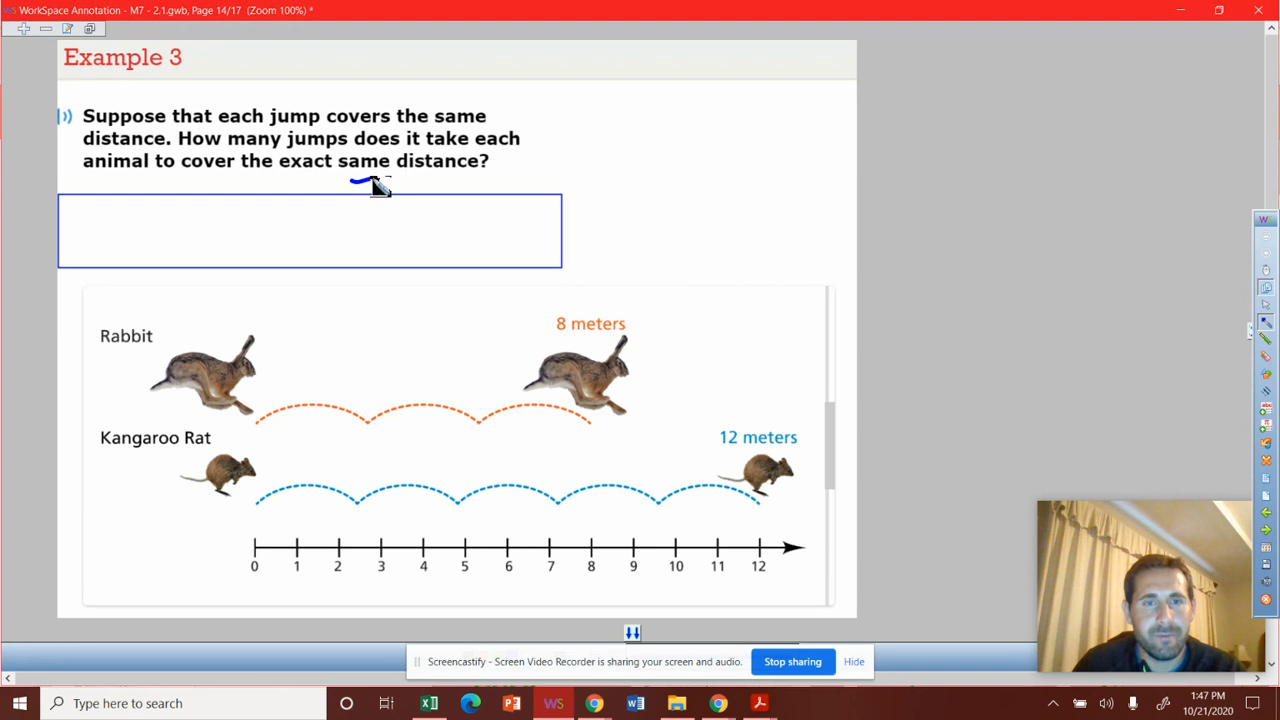 WorkSpace Annotation - M7 - 2.1.gwb, Page 14/17 (Zoom 100%) *
Example 3
Suppose that each jump covers the same
distance. How many jumps does it take each
animal to cover the exact same distance?
8 meters
Rabbit
Kangaroo Rat
12 meters
0 1 2 3 4 5 6 7 8 9 10 11 12
Screencastify - Screen Video Recorder is sharing your screen and audio.
Stop sharing
Hide
Type here to search
1:47 PM
10/21/2020